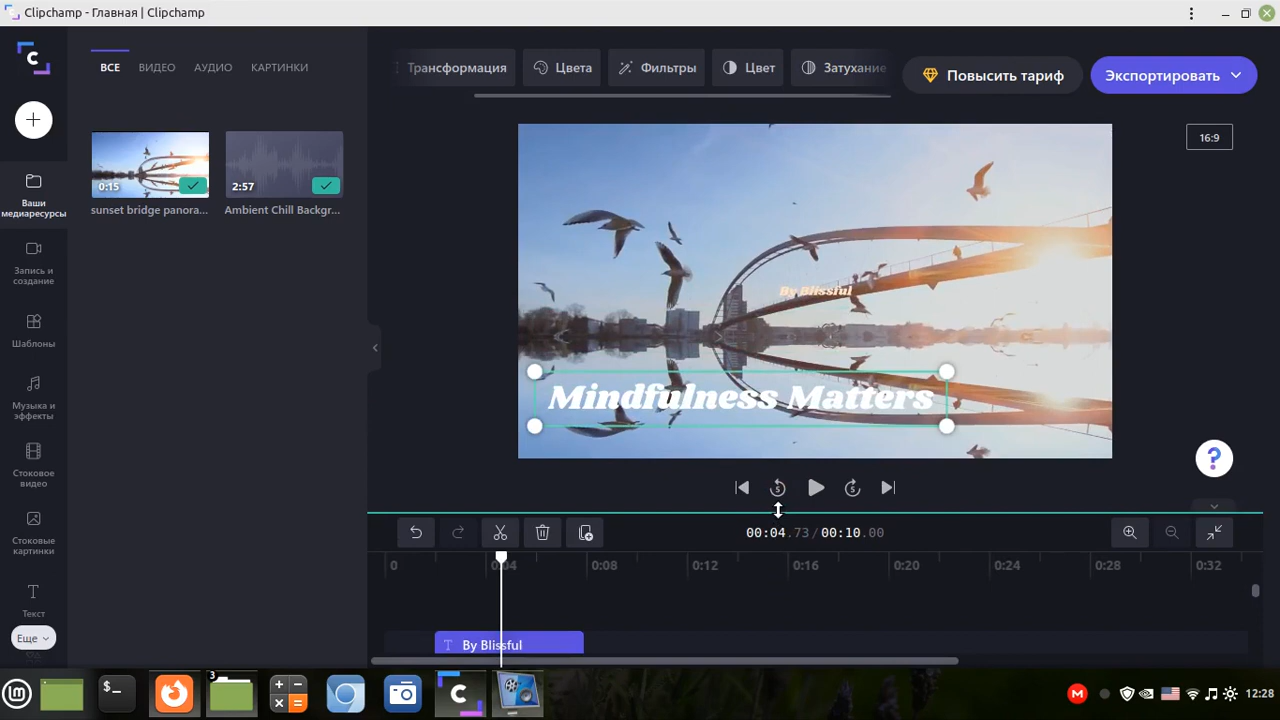 Clipchamp - Главная | Clipchamp
ВСЕ ВИДЕО АУДИО КАРТИНКИ
Трансформация Цвета Фильтры Цвет Затухание
Повысить тариф
Экспортировать
16:9
0:15
2:57
sunset bridge panora...
Ambient Chill Backgr...
Ваши медиаресурсы
Запись и создание
Шаблоны
Музыка и эффекты
Стоковое видео
Стоковые картинки
Текст
Еще
By Blissful
Mindfulness Matters
5 5
?
00:04.73 / 00:10.00
0 0:04 0:08 0:12 0:16 0:20 0:24 0:28 0:32
T By Blissful
3
12:28